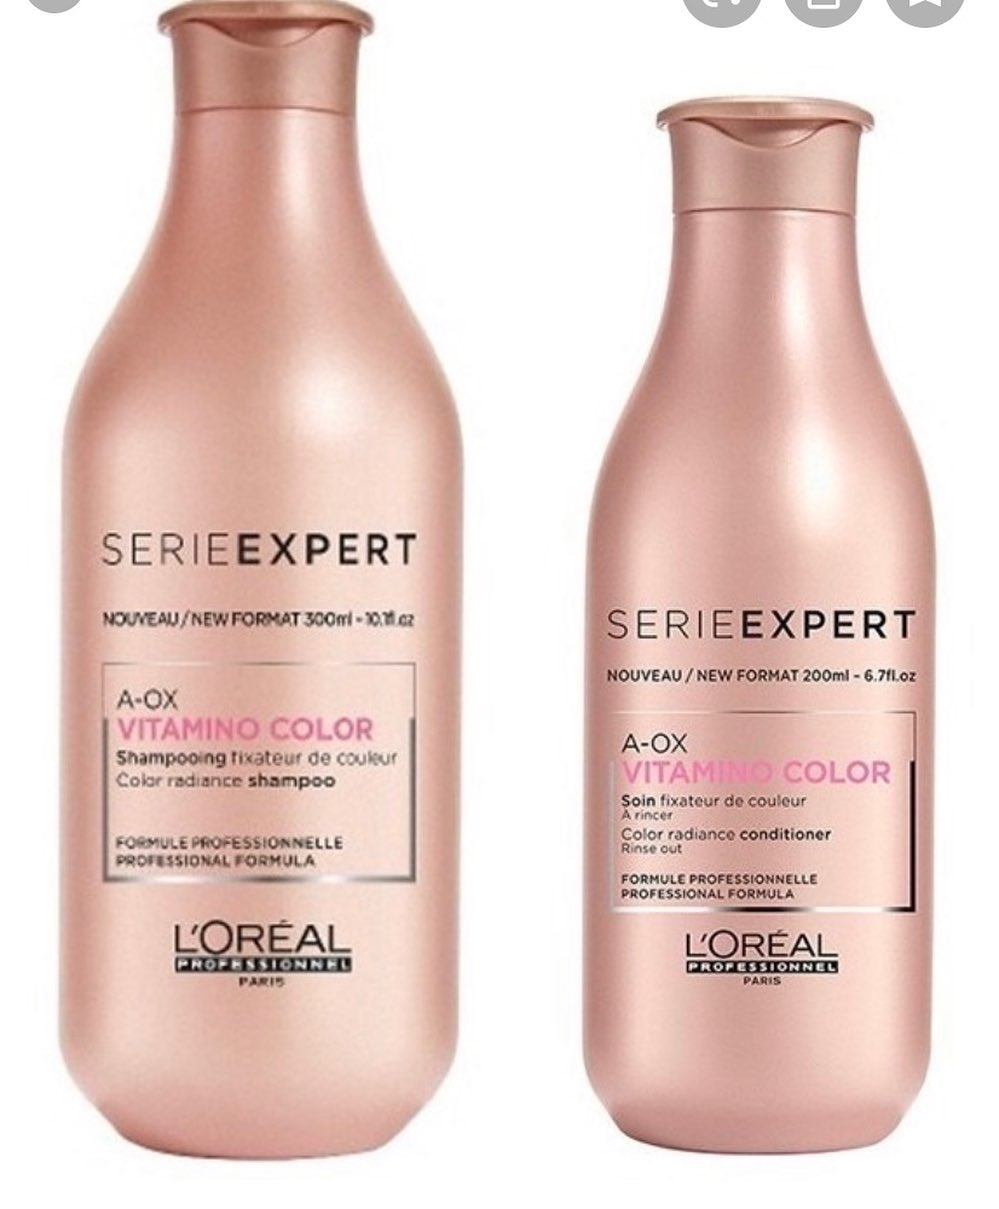 SERIEEXPERT
NOUVEAU / NEW FORMAT 300ml - 10.1fl.oz
A-OX
VITAMINO COLOR
Shampooing fixateur de couleur
Color radiance shampoo
FORMULE PROFESSIONNELLE
PROFESSIONAL FORMULA
L'ORÉAL
PROFESSIONNEL
PARIS
SERIEEXPERT
NOUVEAU / NEW FORMAT 200ml - 6.7fl.oz
A-OX
VITAMINO COLOR
Soin fixateur de couleur
A rincer
Color radiance conditioner
Rinse out
FORMULE PROFESSIONNELLE
PROFESSIONAL FORMULA
L'ORÉAL
PROFESSIONNEL
PARIS